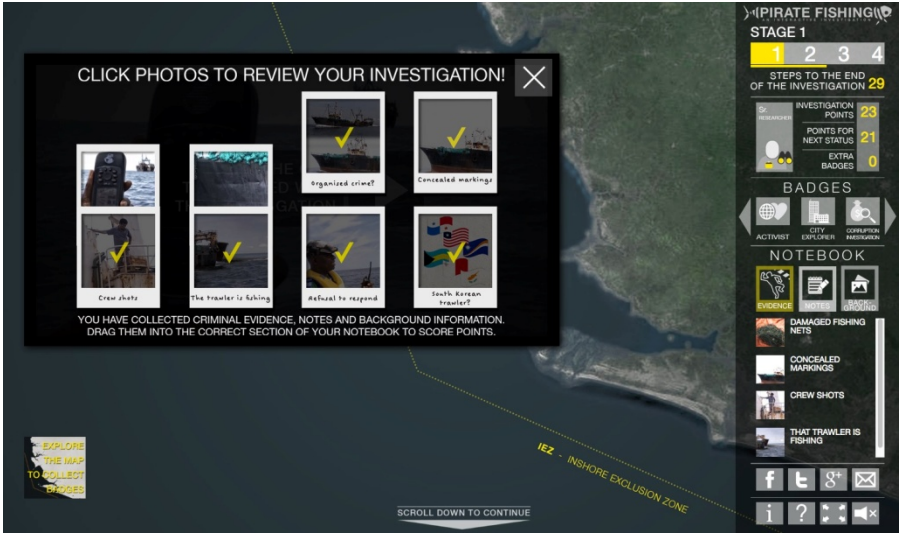 CLICK PHOTOS TO REVIEW YOUR INVESTIGATION!
Organized crime?
Concealed markings
Crew shots
The trawler is fishing
Refusal to respond
South Korean
trawler?
YOU HAVE COLLECTED CRIMINAL EVIDENCE, NOTES AND BACKGROUND INFORMATION.
DRAG THEM INTO THE CORRECT SECTION OF YOUR NOTEBOOK TO SCORE POINTS.
EXPLORE
THE MAP
TO COLLECT
BADGES
IEZ - INSHORE EXCLUSION ZONE
SCROLL DOWN TO CONTINUE
PIRATE FISHING
AN INTERACTIVE INVESTIGATION
STAGE 1
1 2 3 4
STEPS TO THE END
OF THE INVESTIGATION 29
Sr.
RESEARCHER
INVESTIGATION
POINTS 23
POINTS FOR
NEXT STATUS 21
EXTRA
BADGES 0
BADGES
ACTIVIST
CITY
EXPLORER
CORRUPTION
INVESTIGATION
NOTEBOOK
EVIDENCE
NOTES
BACK-
GROUND
DAMAGED FISHING
NETS
CONCEALED
MARKINGS
CREW SHOTS
THAT TRAWLER IS
FISHING